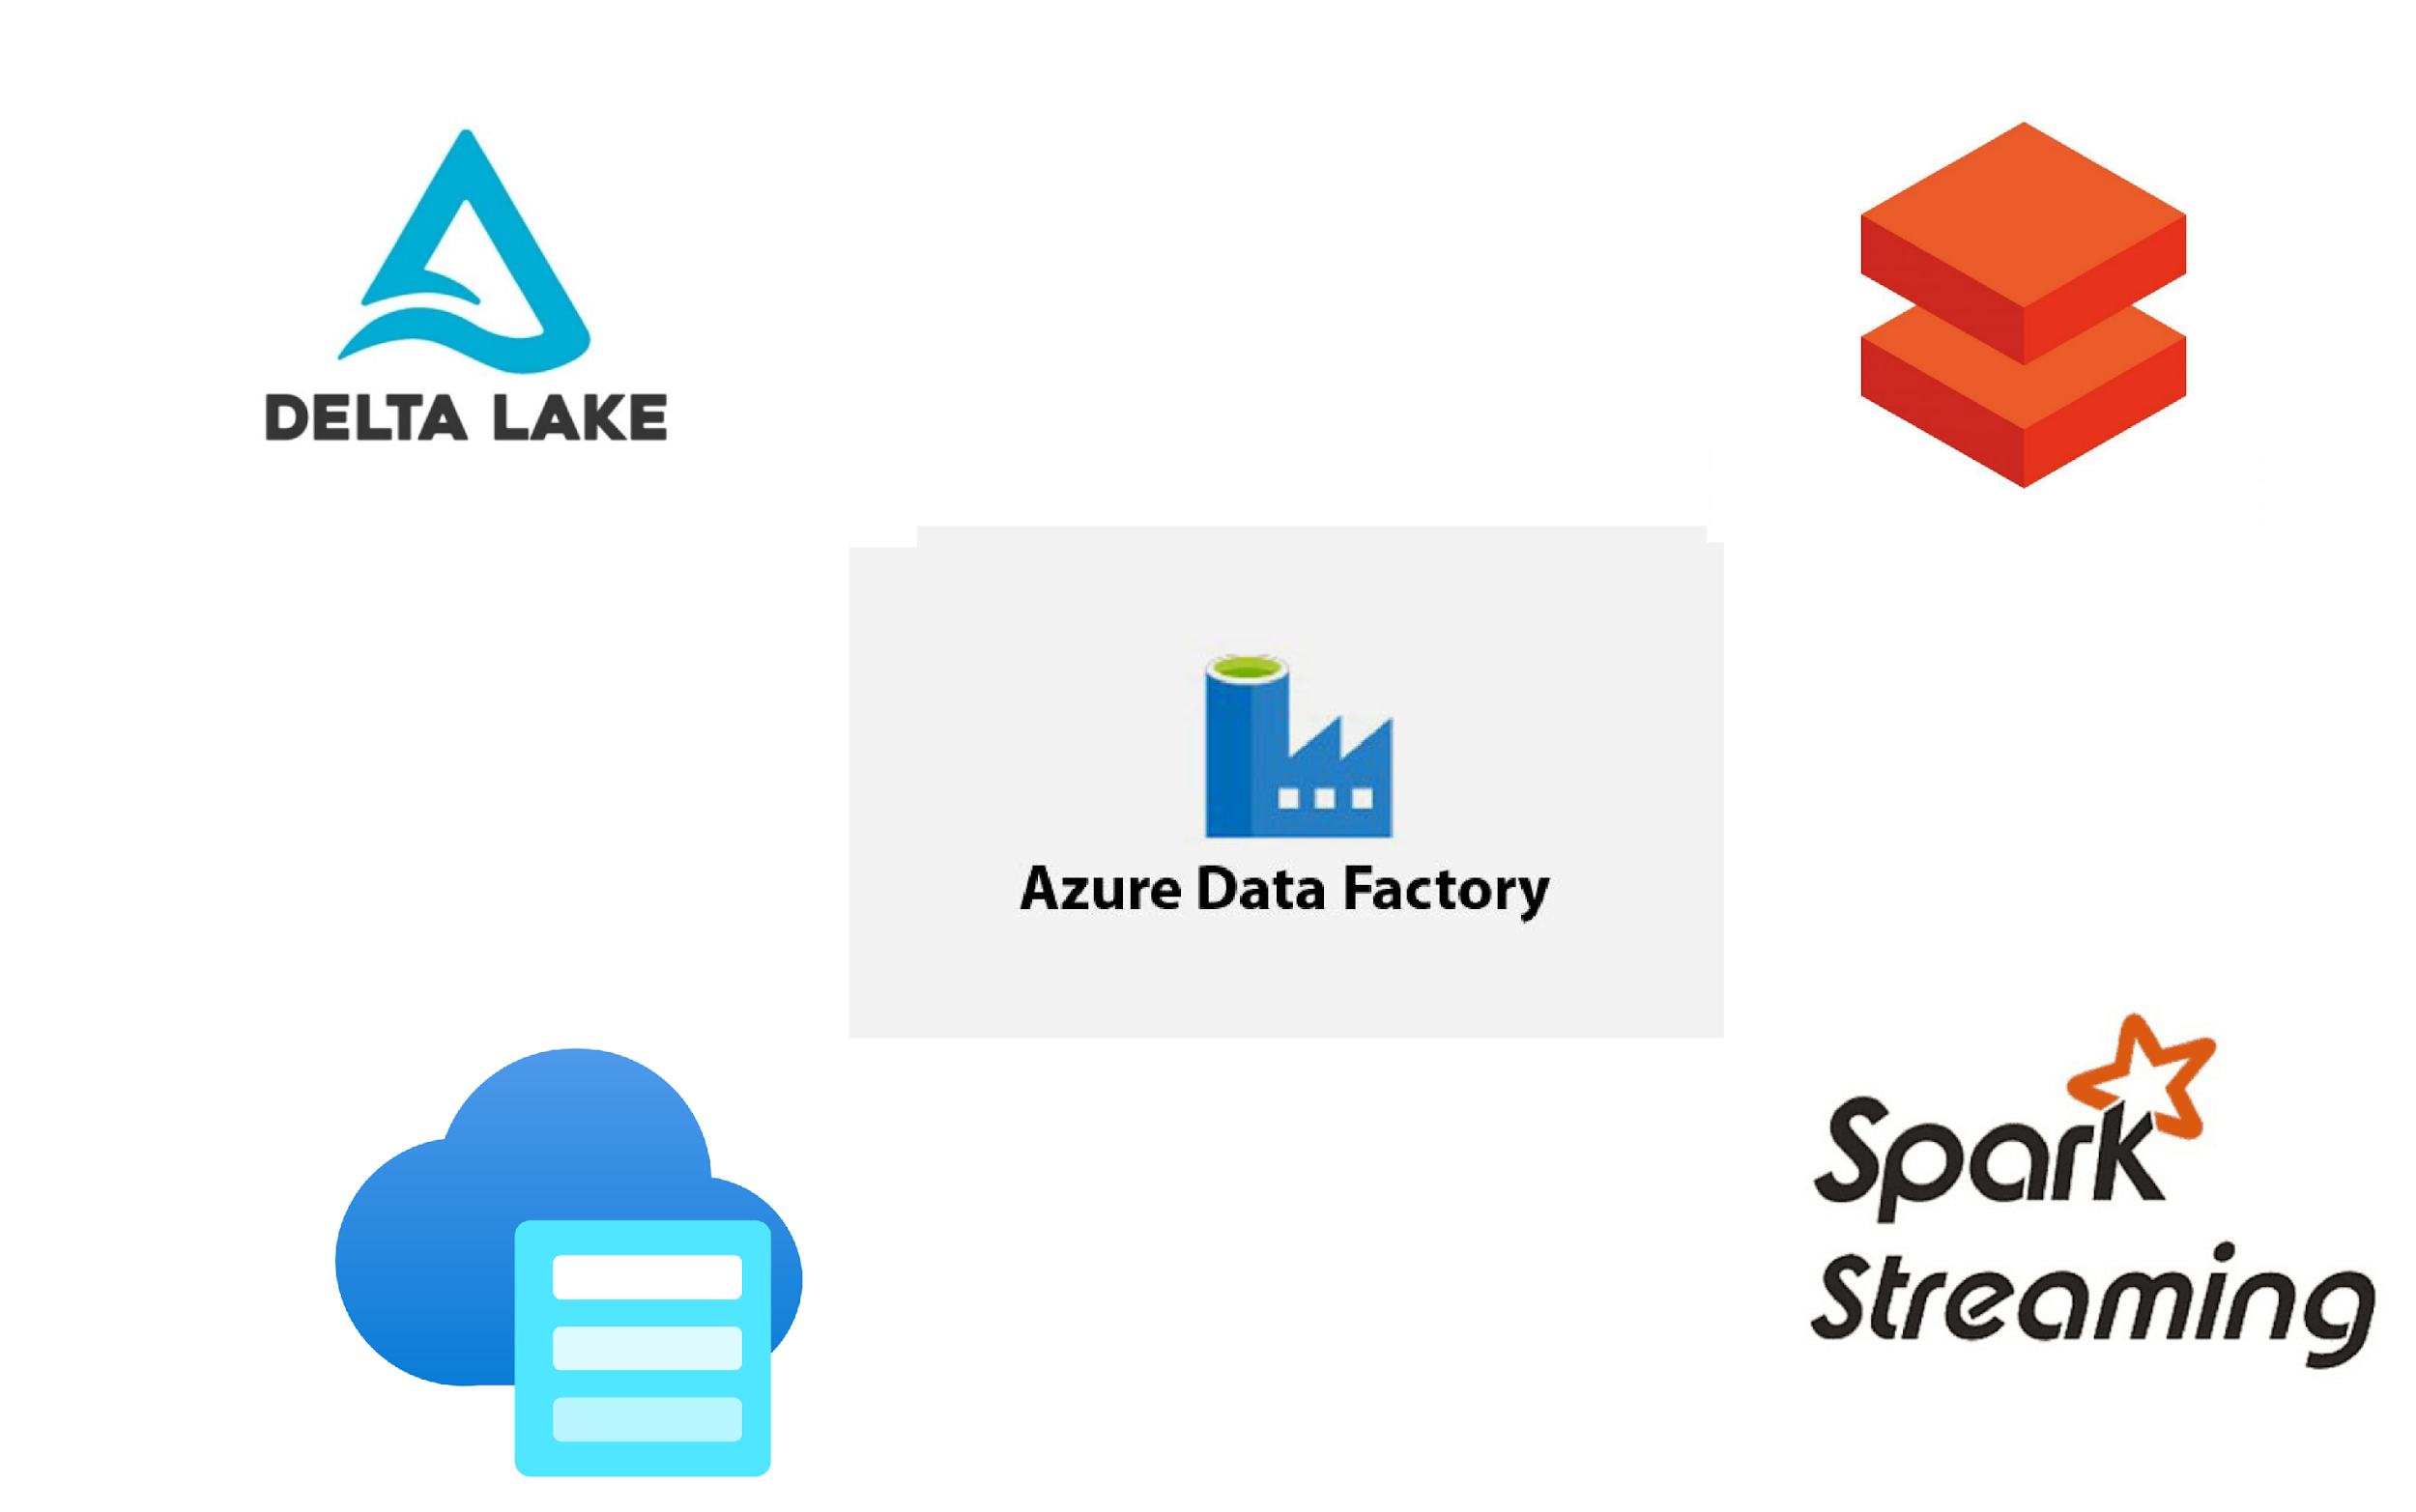 DELTA LAKE
Azure Data Factory
Spark
Streaming